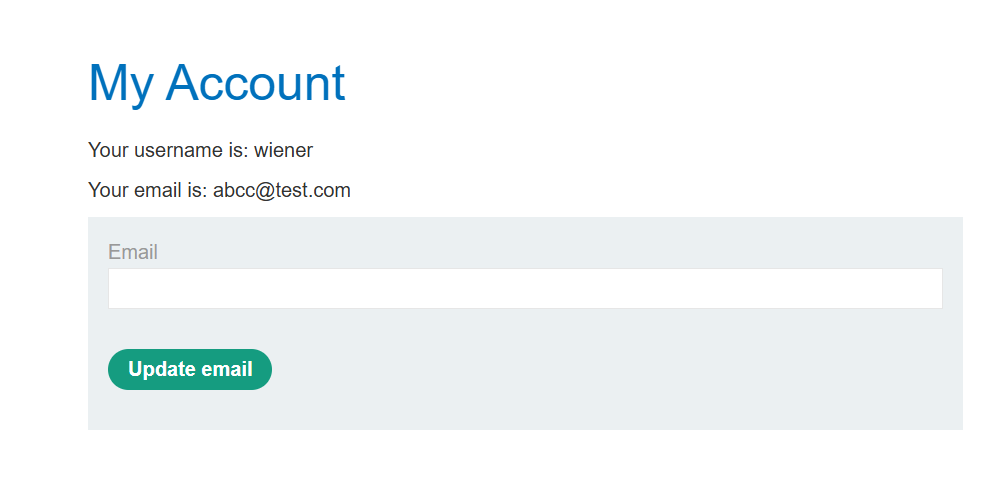 My Account
Your username is: wiener
Your email is: abcc@test.com
Email
Update email